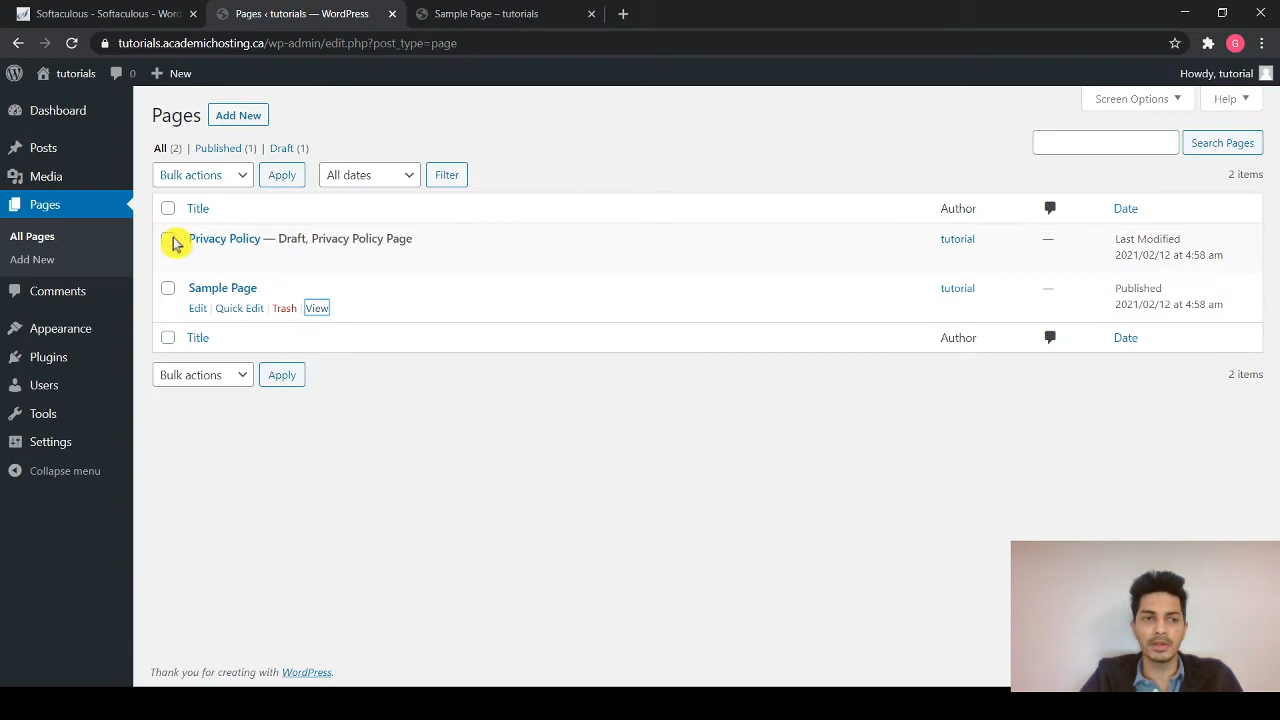 Softaculous - Softaculous - Wor
Pages ‹ tutorials — WordPress
Sample Page – tutorials
tutorials.academichosting.ca/wp-admin/edit.php?post_type=page
G
tutorials
0
New
Howdy, tutorial
Dashboard
Posts
Media
Pages
All Pages
Add New
Comments
Appearance
Plugins
Users
Tools
Settings
Collapse menu
Pages
Add New
Screen Options
Help
All (2) | Published (1) | Draft (1)
Search Pages
Bulk actions
Apply
All dates
Filter
2 items
Title
Author
Date
Privacy Policy — Draft, Privacy Policy Page
tutorial
—
Last Modified
2021/02/12 at 4:58 am
Sample Page
Edit | Quick Edit | Trash | View
tutorial
—
Published
2021/02/12 at 4:58 am
Title
Author
Date
Bulk actions
Apply
2 items
Thank you for creating with WordPress.